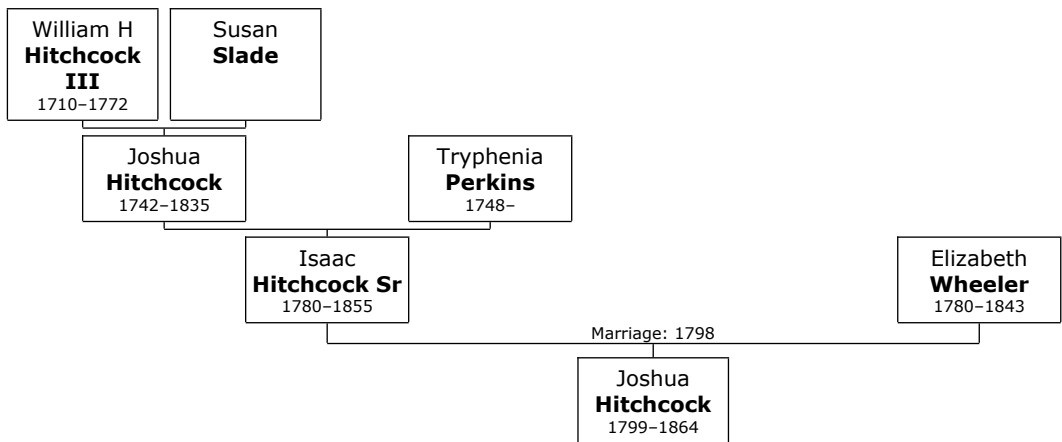 William H
Hitchcock
III
1710–1772
Susan
Slade
Joshua
Hitchcock
1742–1835
Tryphenia
Perkins
1748–
Isaac
Hitchcock Sr
1780–1855
Elizabeth
Wheeler
1780–1843
Marriage: 1798
Joshua
Hitchcock
1799–1864